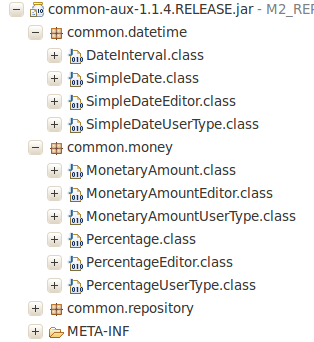 common-aux-1.1.4.RELEASE.jar - M2_REP
common.datetime
DateInterval.class
SimpleDate.class
SimpleDateEditor.class
SimpleDateUserType.class
common.money
MonetaryAmount.class
MonetaryAmountEditor.class
MonetaryAmountUserType.class
Percentage.class
PercentageEditor.class
PercentageUserType.class
common.repository
META-INF